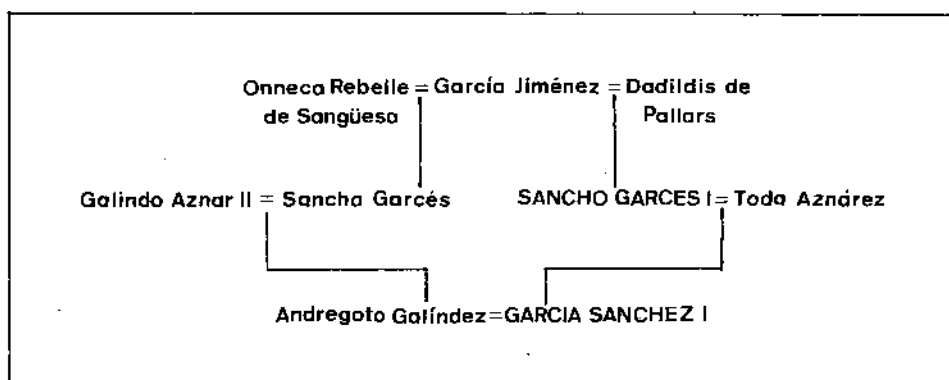 Onneca Rebelle = García Jiménez = Dadildis de
de Sangüesa Pallars
Galindo Aznar II = Sancha Garcés SANCHO GARCES I = Toda Aznárez
Andregoto Galíndez=GARCIA SANCHEZ I